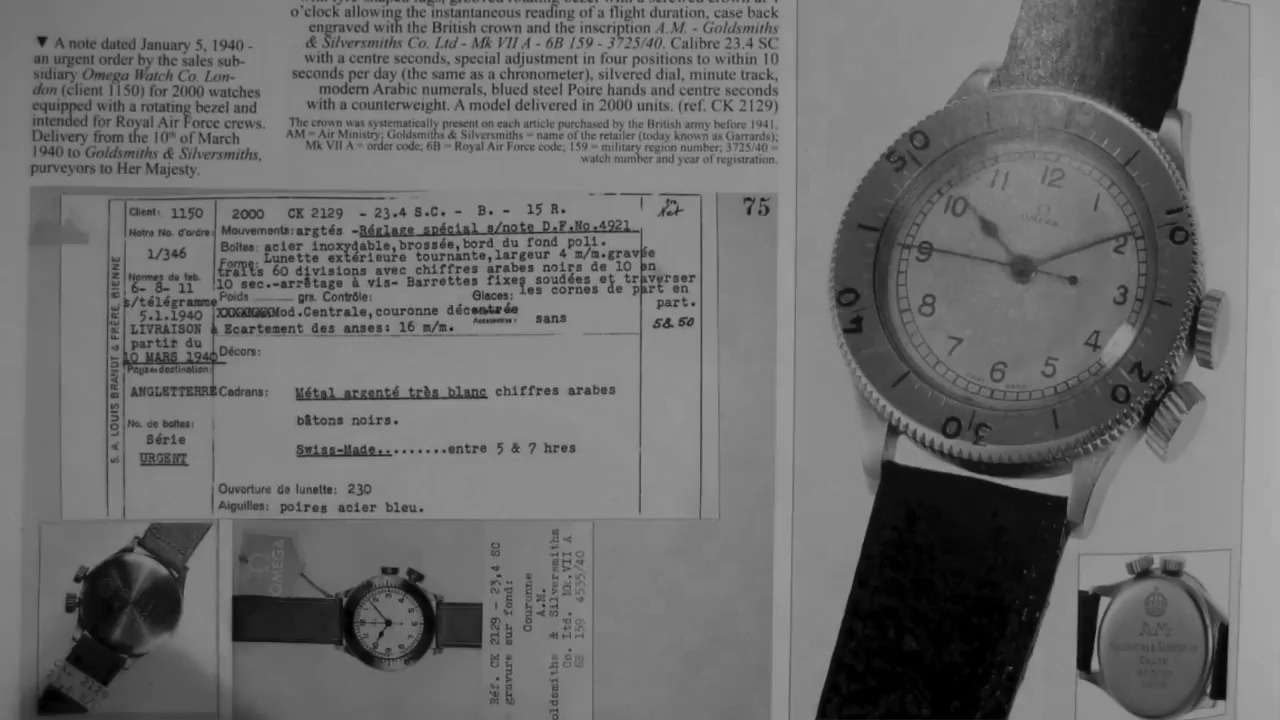 o'clock allowing the instantaneous reading of a flight duration, case back
engraved with the British crown and the inscription A.M. - Goldsmiths
& Silversmiths Co. Ltd - Mk VII A - 6B 159 - 3725/40. Calibre 23.4 SC
with a centre seconds, special adjustment in four positions to within 10
seconds per day (the same as a chronometer), silvered dial, minute track,
modern Arabic numerals, blued steel Poire hands and centre seconds
with a counterweight. A model delivered in 2000 units. (ref. CK 2129)
The crown was systematically present on each article purchased by the British army before 1941.
AM = Air Ministry; Goldsmiths & Silversmiths = name of the retailer (today known as Garrards);
Mk VII A = order code; 6B = Royal Air Force code; 159 = military region number; 3725/40 =
watch number and year of registration.
▼ A note dated January 5, 1940 -
an urgent order by the sales sub-
sidiary Omega Watch Co. Lon-
don (client 1150) for 2000 watches
equipped with a rotating bezel and
intended for Royal Air Force crews.
Delivery from the 10th of March
1940 to Goldsmiths & Silversmiths,
purveyors to Her Majesty.
75
S. A. LOUIS BRANDT & FRÈRE, BIENNE
Client: 1150
Notre No. d'ordre:
1/346
Normes du feb.
6- 8- 11
s/télégramme
5.1.1940
LIVRAISON à
partir du
10 MARS 1940
Pays destination:
ANGLETTERRE
No. de boîtes:
Série
URGENT
2000 CK 2129 - 23.4 S.C. - B. - 15 R.
Mouvements: argtés -Réglage spécial s/note D.F.No.4921
Boîtes: acier inoxydable,brossée,bord du fond poli.
Forme: Lunette extérieure tournante,largeur 4 m/m.gravée
traits 60 divisions avec chiffres arabes noirs de 10 en
10 sec.-arrêtage à vis- Barrettes fixes soudées et traverser
les cornes de part en
part.
Poids grs. Contrôle: Glaces:
Mod.Centrale,couronne décentrée
sans
58.50
Ecartement des anses: 16 m/m.
Décors:
Cadrans: Métal argenté très blanc chiffres arabes
bâtons noirs.
Swiss-Made........entre 5 & 7 hres
Ouverture de lunette: 230
Aiguilles: poires acier bleu.
OMEGA
Réf. CK 2129 - 23,4 SC
gravure sur fond:
Couronne
A.M.
oldsmiths & Silversmiths
Co. Ltd. Mk.VII A
6B 159 4535/40
50
10
20
30
40
12
1
2
3
4
5
6
7
8
9
10
11
OMEGA
A.M.